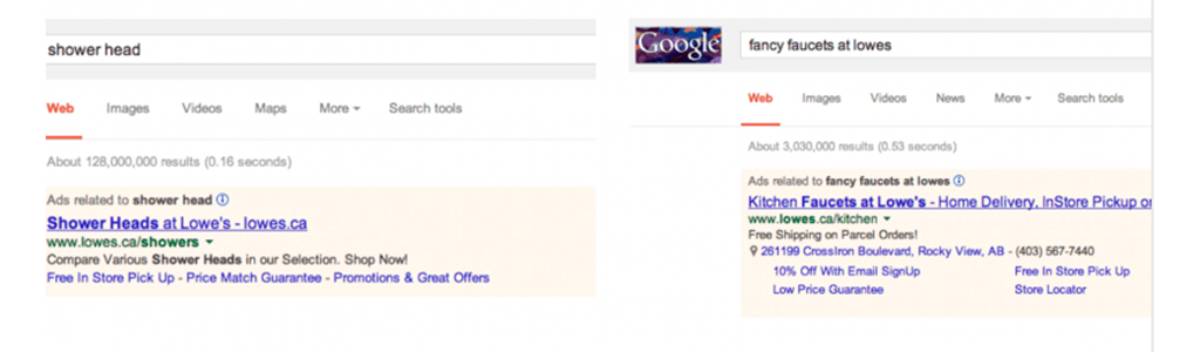 shower head
Web Images Videos Maps More Search tools
About 128,000,000 results (0.16 seconds)
Ads related to shower head
Shower Heads at Lowe's - lowes.ca
www.lowes.ca/showers
Compare Various Shower Heads in our Selection. Shop Now!
Free In Store Pick Up - Price Match Guarantee - Promotions & Great Offers
Google
fancy faucets at lowes
Web Images Videos News More Search tools
About 3,030,000 results (0.53 seconds)
Ads related to fancy faucets at lowes
Kitchen Faucets at Lowe's - Home Delivery, InStore Pickup or
www.lowes.ca/kitchen
Free Shipping on Parcel Orders!
261199 CrossIron Boulevard, Rocky View, AB - (403) 567-7440
10% Off With Email SignUp Free In Store Pick Up
Low Price Guarantee Store Locator